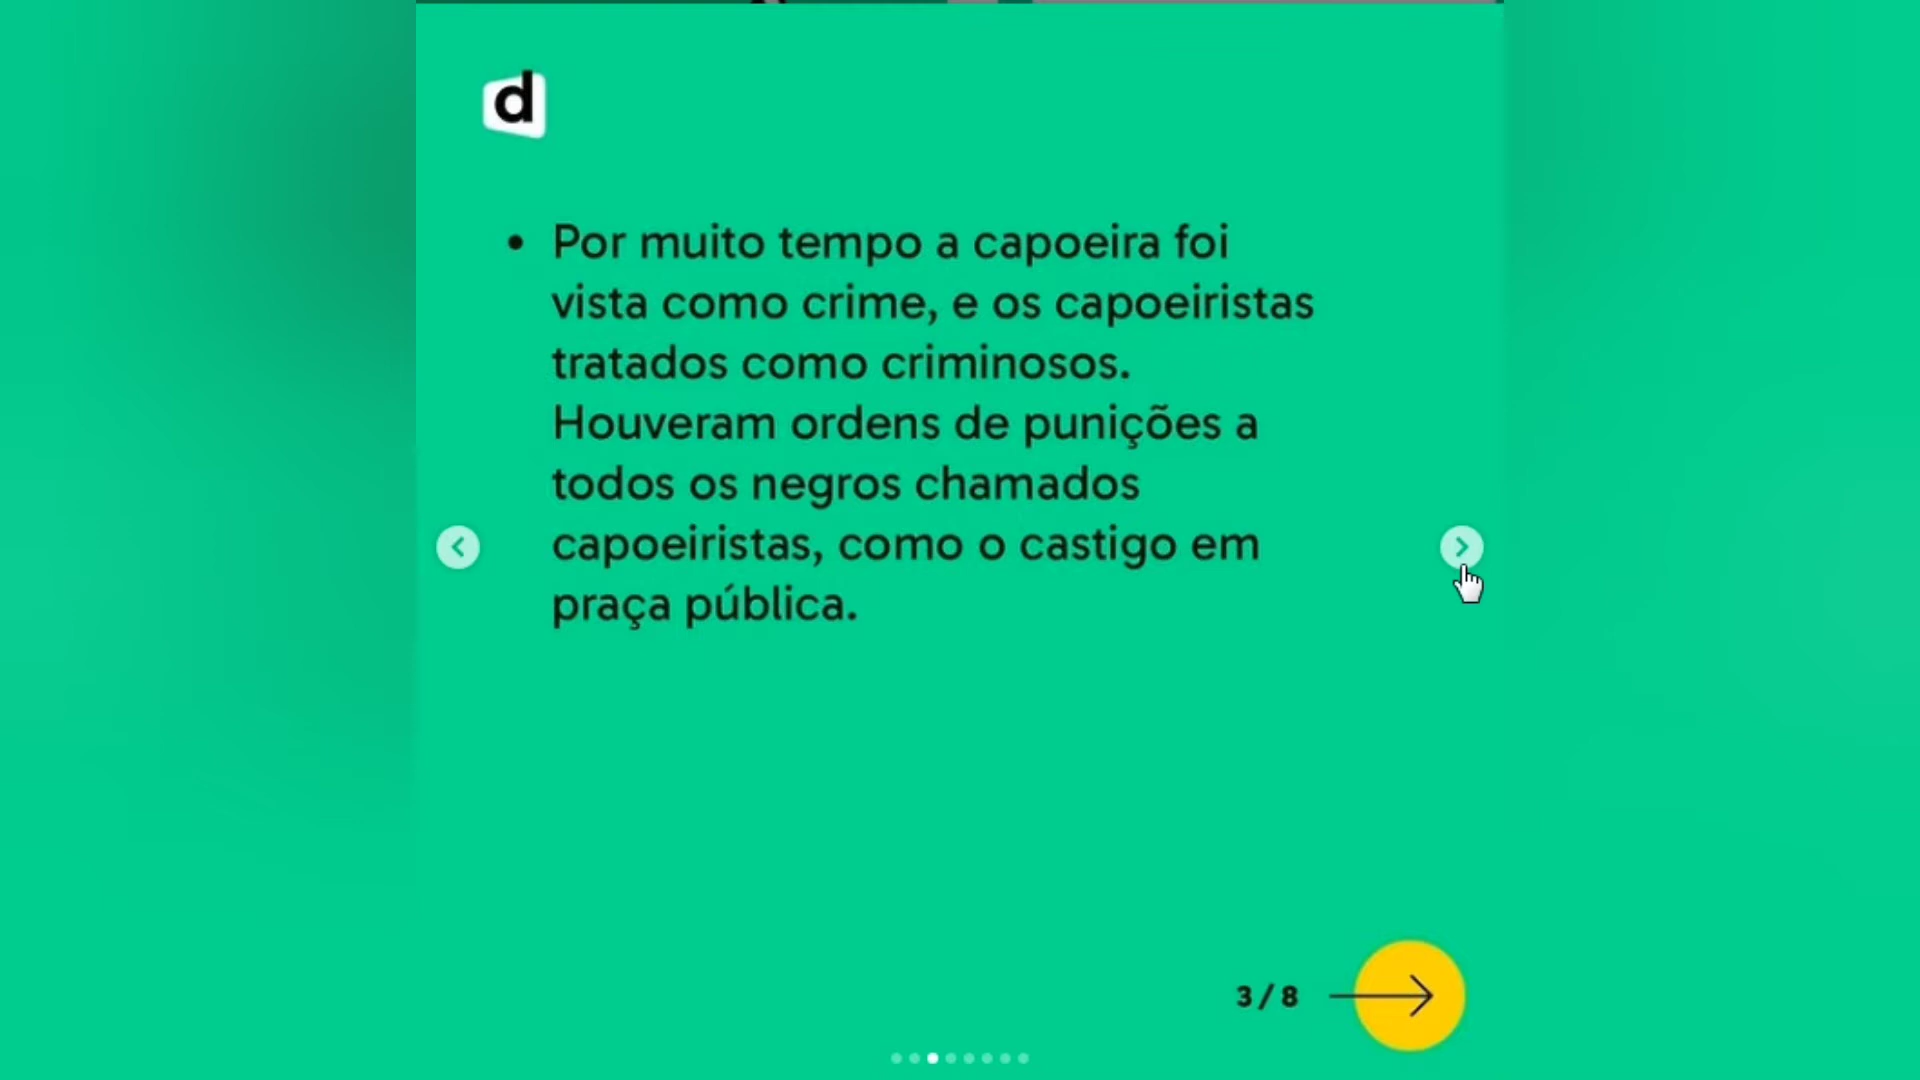 d
• Por muito tempo a capoeira foi
vista como crime, e os capoeiristas
tratados como criminosos.
Houveram ordens de punições a
todos os negros chamados
capoeiristas, como o castigo em
praça pública.
3/8